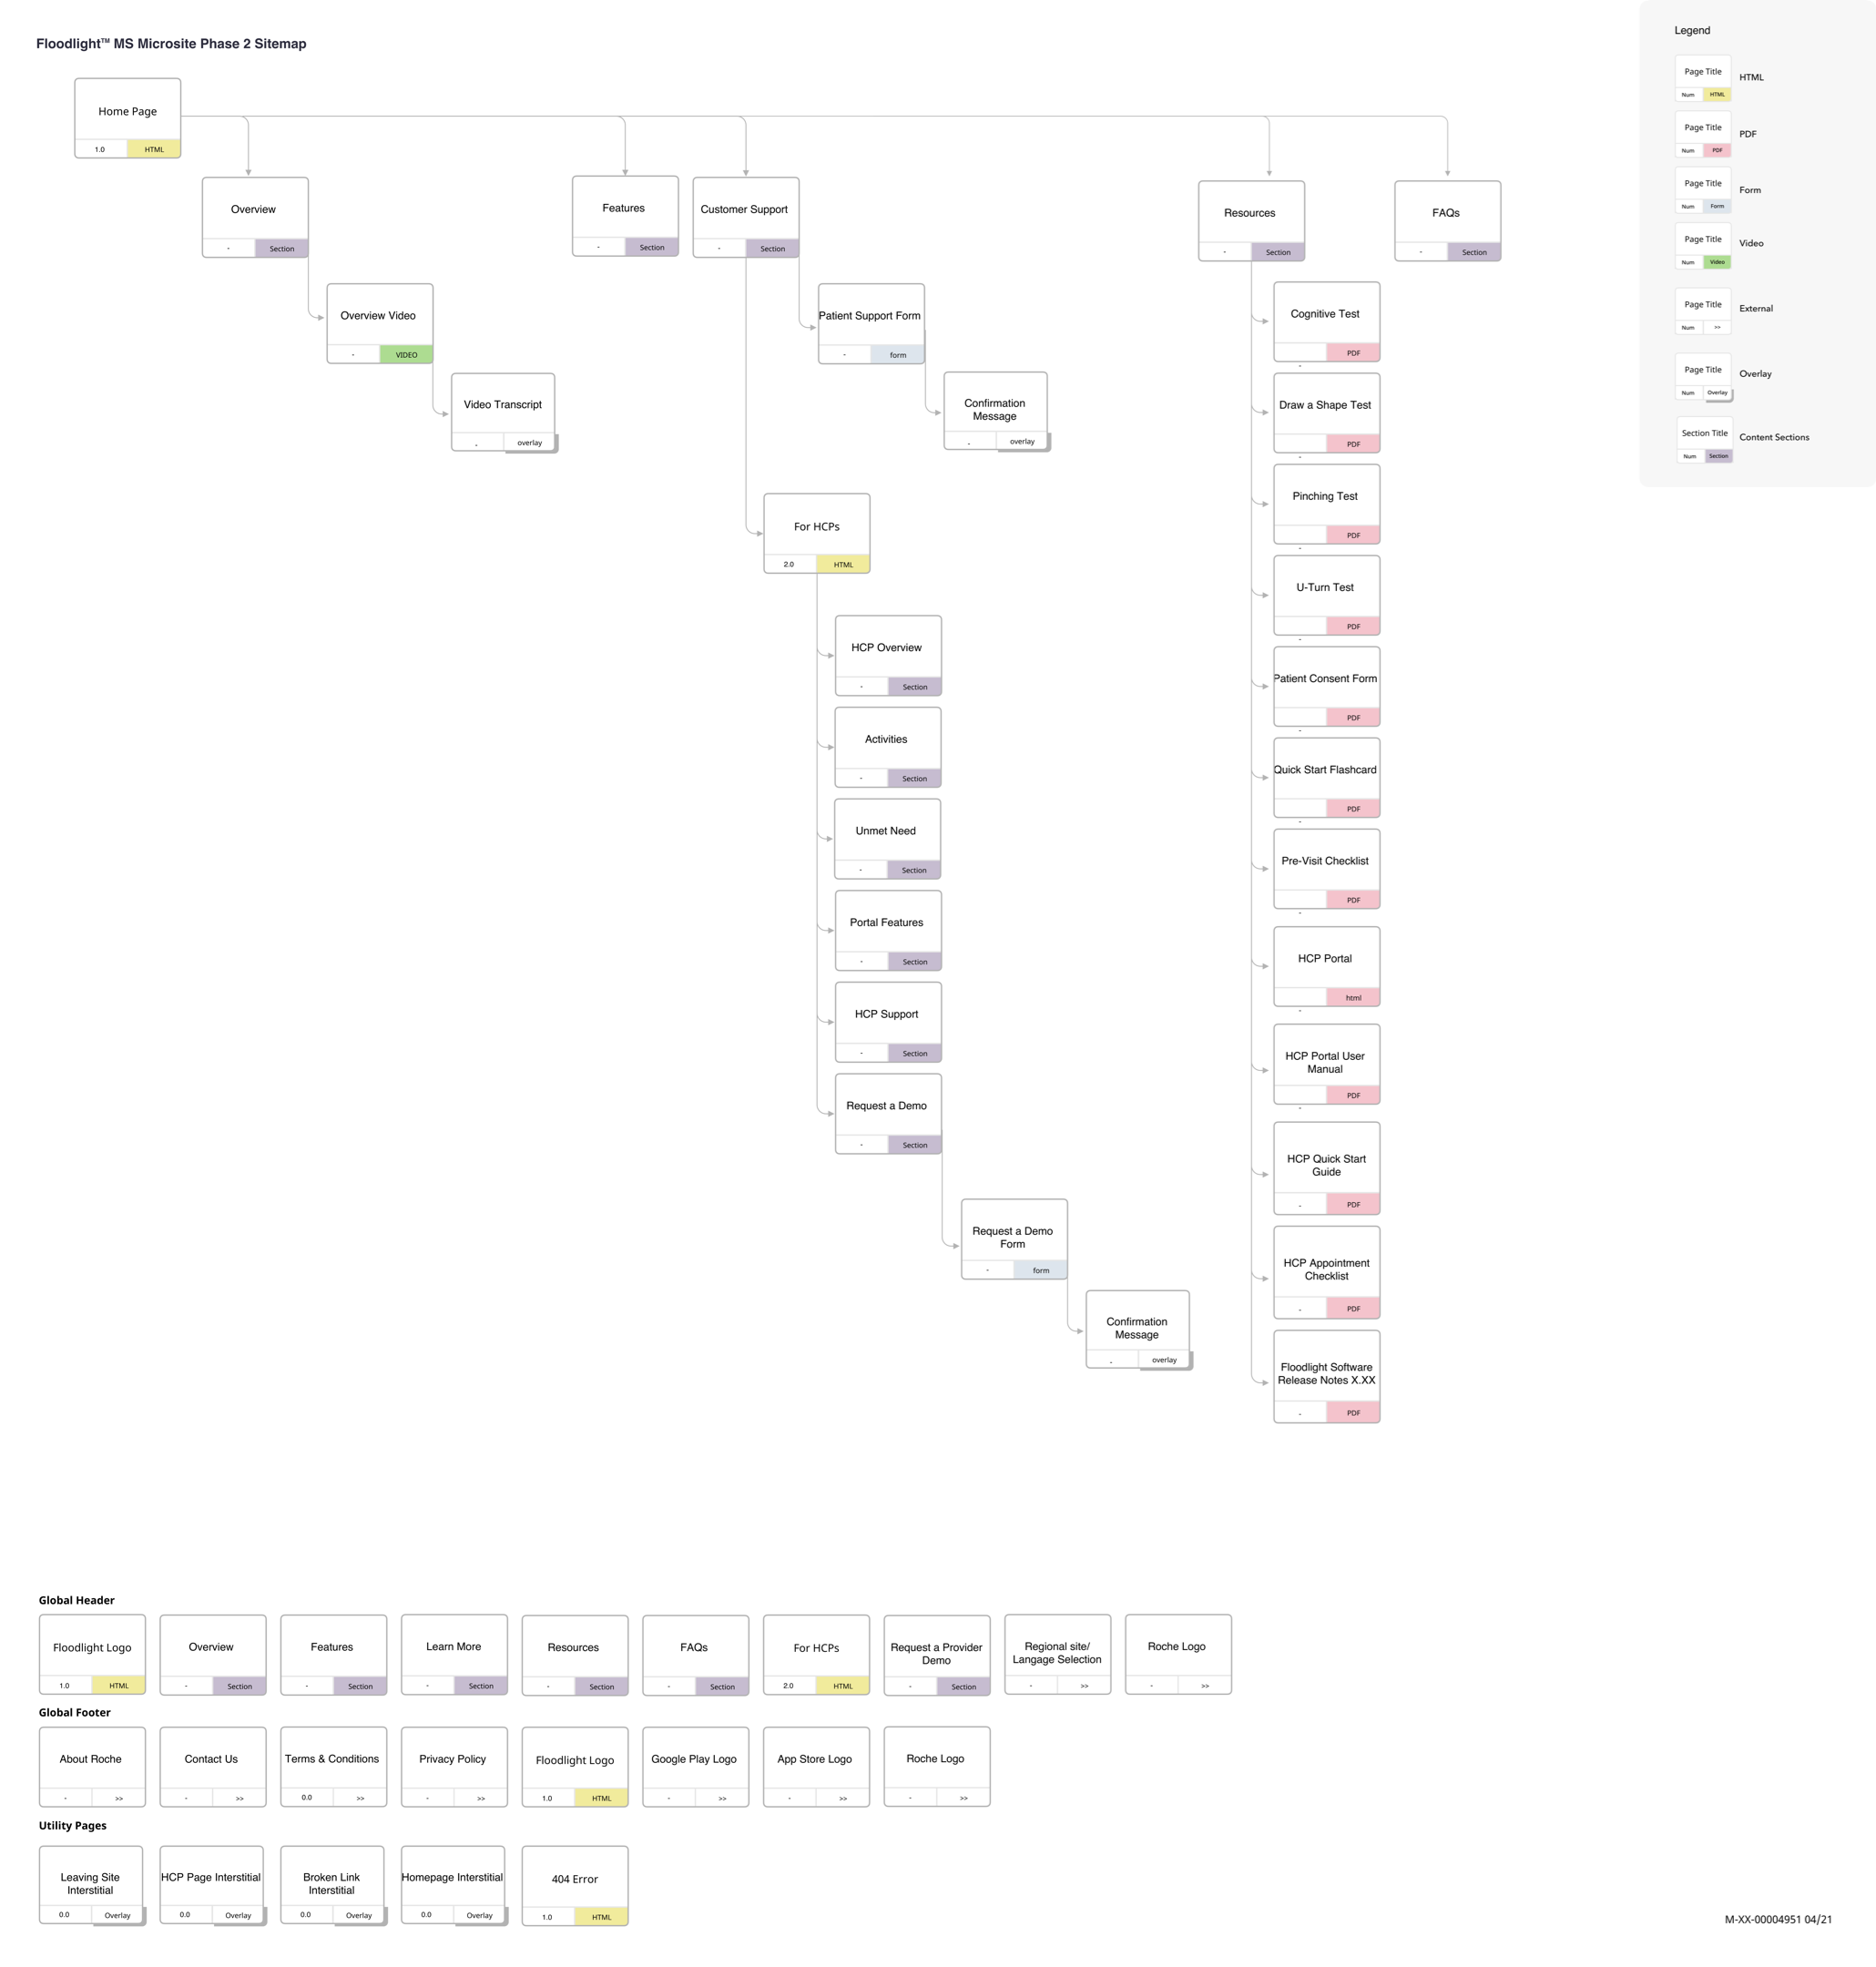 Floodlight™ MS Microsite Phase 2 Sitemap
Legend
Page Title
Num HTML
HTML
Page Title
Num PDF
PDF
Page Title
Num Form
Form
Page Title
Num Video
Video
Page Title
Num >>
External
Page Title
Num Overlay
Overlay
Section Title
Num Section
Content Sections
Home Page
1.0 HTML
Overview
- Section
Overview Video
- VIDEO
Video Transcript
- overlay
Features
- Section
Customer Support
- Section
Patient Support Form
- form
Confirmation
Message
- overlay
For HCPs
2.0 HTML
HCP Overview
- Section
Activities
- Section
Unmet Need
- Section
Portal Features
- Section
HCP Support
- Section
Request a Demo
- Section
Request a Demo
Form
- form
Confirmation
Message
- overlay
Resources
- Section
Cognitive Test
PDF
-
Draw a Shape Test
PDF
-
Pinching Test
PDF
-
U-Turn Test
PDF
-
Patient Consent Form
PDF
-
Quick Start Flashcard
PDF
-
Pre-Visit Checklist
PDF
-
HCP Portal
html
-
HCP Portal User
Manual
PDF
-
HCP Quick Start
Guide
- PDF
HCP Appointment
Checklist
- PDF
Floodlight Software
Release Notes X.XX
- PDF
FAQs
- Section
Global Header
Floodlight Logo
1.0 HTML
Overview
- Section
Features
- Section
Learn More
- Section
Resources
- Section
FAQs
- Section
For HCPs
2.0 HTML
Request a Provider
Demo
- Section
Regional site/
Langage Selection
- >>
Roche Logo
- >>
Global Footer
About Roche
- >>
Contact Us
- >>
Terms & Conditions
0.0 >>
Privacy Policy
- >>
Floodlight Logo
1.0 HTML
Google Play Logo
- >>
App Store Logo
- >>
Roche Logo
- >>
Utility Pages
Leaving Site
Interstitial
0.0 Overlay
HCP Page Interstitial
0.0 Overlay
Broken Link
Interstitial
0.0 Overlay
Homepage Interstitial
0.0 Overlay
404 Error
1.0 HTML
M-XX-00004951 04/21